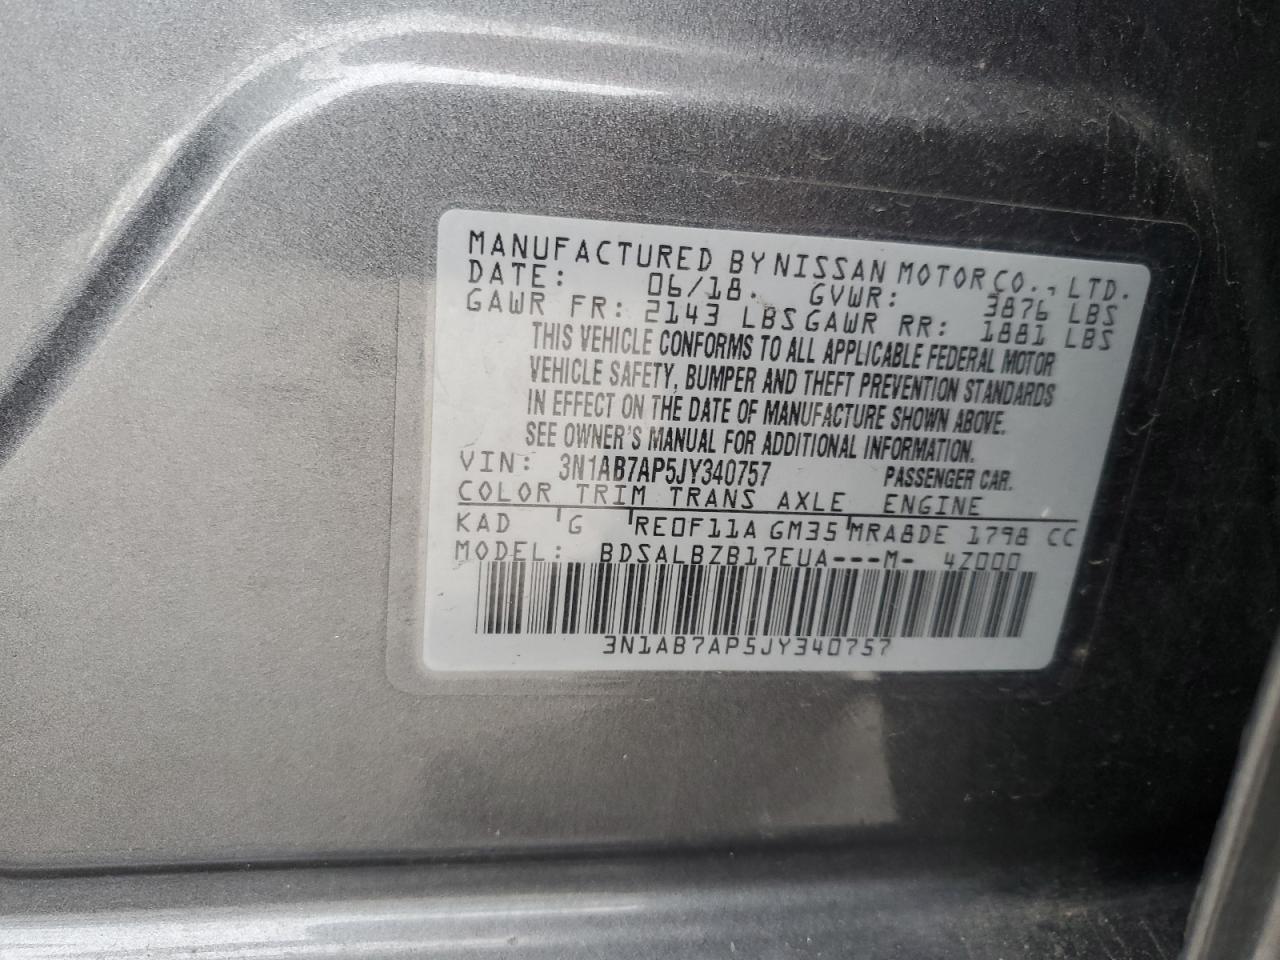 MANUFACTURED BY NISSAN MOTOR CO., LTD.
DATE: 06/18. GVWR: 3876 LBS
GAWR FR: 2143 LBS GAWR RR: 1881 LBS
THIS VEHICLE CONFORMS TO ALL APPLICABLE FEDERAL MOTOR
VEHICLE SAFETY, BUMPER AND THEFT PREVENTION STANDARDS
IN EFFECT ON THE DATE OF MANUFACTURE SHOWN ABOVE.
SEE OWNER'S MANUAL FOR ADDITIONAL INFORMATION.
VIN: 3N1AB7AP5JY340757 PASSENGER CAR.
COLOR TRIM TRANS AXLE ENGINE
KAD G RE0F11A GM35 MRA8DE 1798 CC
MODEL: BDSALBZB17EUA---M- 4Z000
3N1AB7AP5JY340757